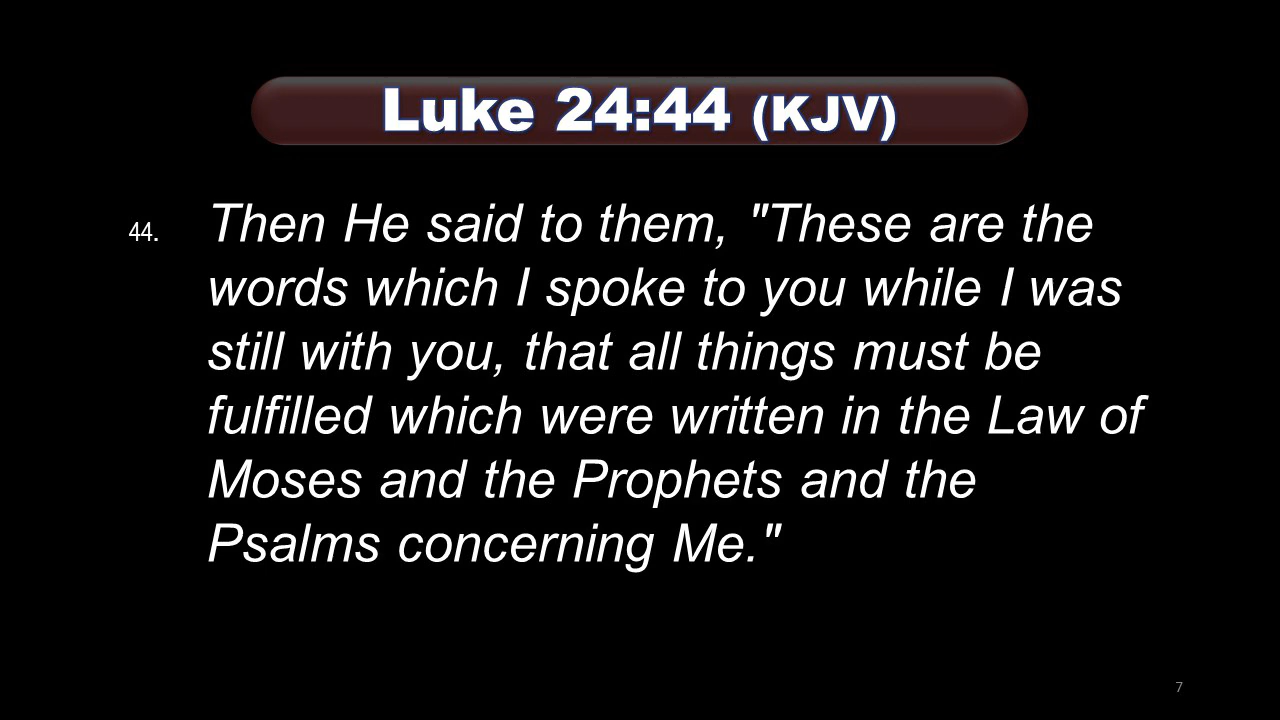 Luke 24:44 (KJV)
44. Then He said to them, "These are the
words which I spoke to you while I was
still with you, that all things must be
fulfilled which were written in the Law of
Moses and the Prophets and the
Psalms concerning Me."
7